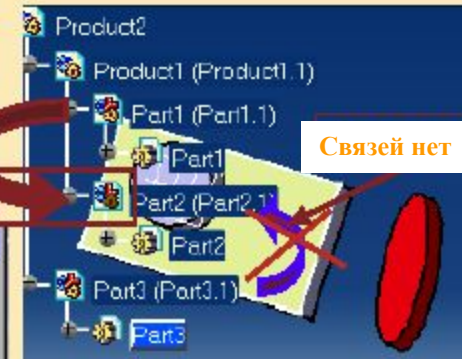 Product2
Product1 (Product1.1)
Part1 (Part1.1)
Part1
Связей нет
Part2 (Part2.1)
Part2
Part3 (Part3.1)
Part3